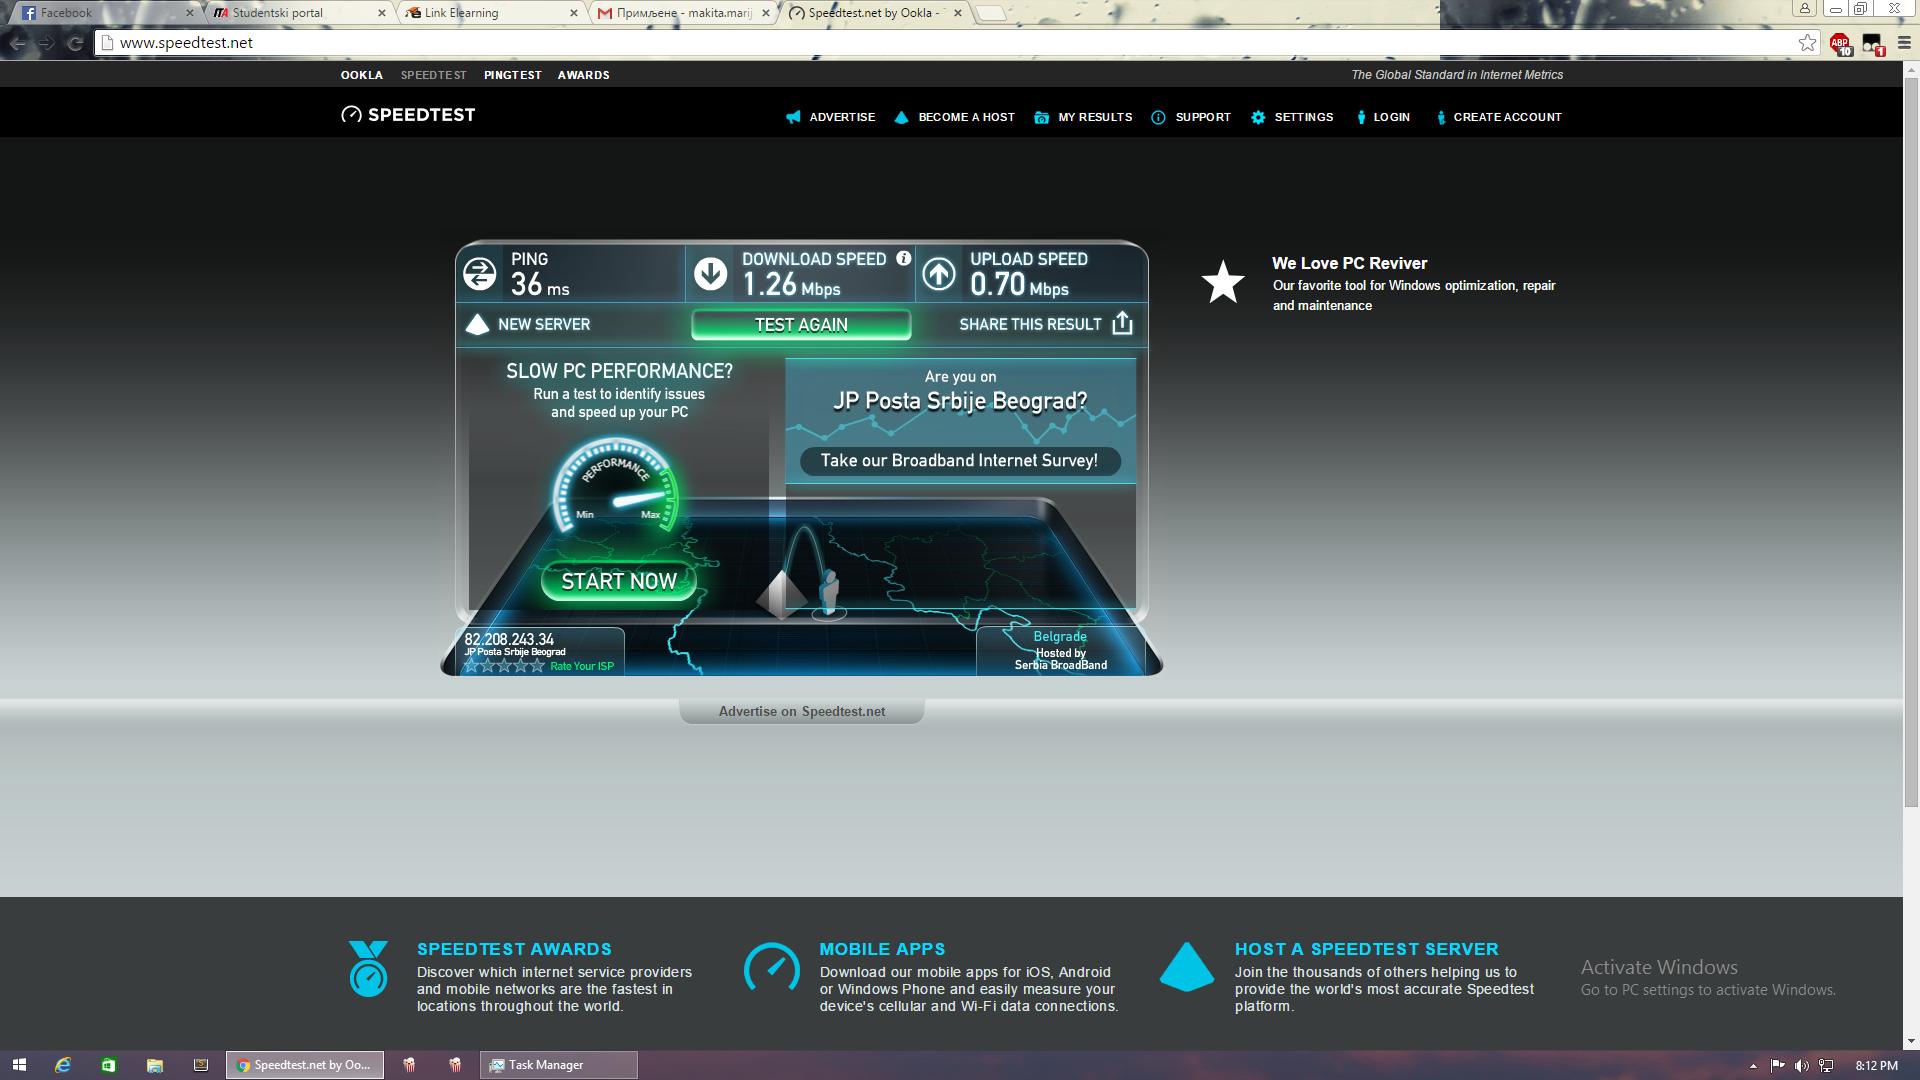 Facebook
Studentski portal
Link Elearning
Примљене - makita.marij
Speedtest.net by Ookla -
www.speedtest.net
ABP
10
1
OOKLA SPEEDTEST PINGTEST AWARDS
The Global Standard in Internet Metrics
SPEEDTEST
ADVERTISE BECOME A HOST MY RESULTS SUPPORT SETTINGS LOGIN CREATE ACCOUNT
PING
36 ms
DOWNLOAD SPEED
1.26 Mbps
UPLOAD SPEED
0.70 Mbps
NEW SERVER
TEST AGAIN
SHARE THIS RESULT
We Love PC Reviver
Our favorite tool for Windows optimization, repair
and maintenance
SLOW PC PERFORMANCE?
Run a test to identify issues
and speed up your PC
PERFORMANCE
Min Max
START NOW
Are you on
JP Posta Srbije Beograd?
Take our Broadband Internet Survey!
82.208.243.34
JP Posta Srbije Beograd
Rate Your ISP
Belgrade
Hosted by
Serbia BroadBand
Advertise on Speedtest.net
SPEEDTEST AWARDS
Discover which internet service providers
and mobile networks are the fastest in
locations throughout the world.
MOBILE APPS
Download our mobile apps for iOS, Android
or Windows Phone and easily measure your
device's cellular and Wi-Fi data connections.
HOST A SPEEDTEST SERVER
Join the thousands of others helping us to
provide the world's most accurate Speedtest
platform.
Activate Windows
Go to PC settings to activate Windows.
Speedtest.net by Oo...
Task Manager
8:12 PM